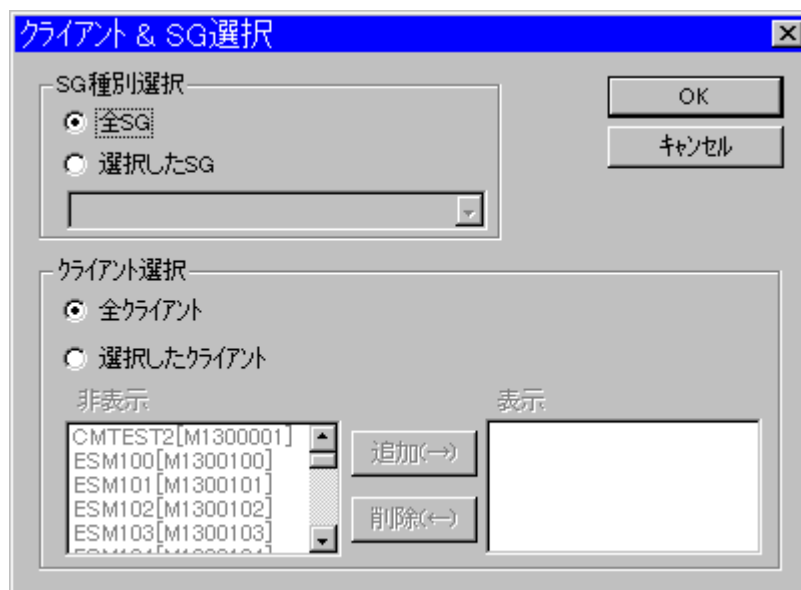 クライアント & SG選択
SG種別選択
全SG
選択したSG
OK
キャンセル
クライアント選択
全クライアント
選択したクライアント
非表示
表示
CMTEST2[M1300001]
ESM100[M1300100]
ESM101[M1300101]
ESM102[M1300102]
ESM103[M1300103]
追加(→)
削除(←)